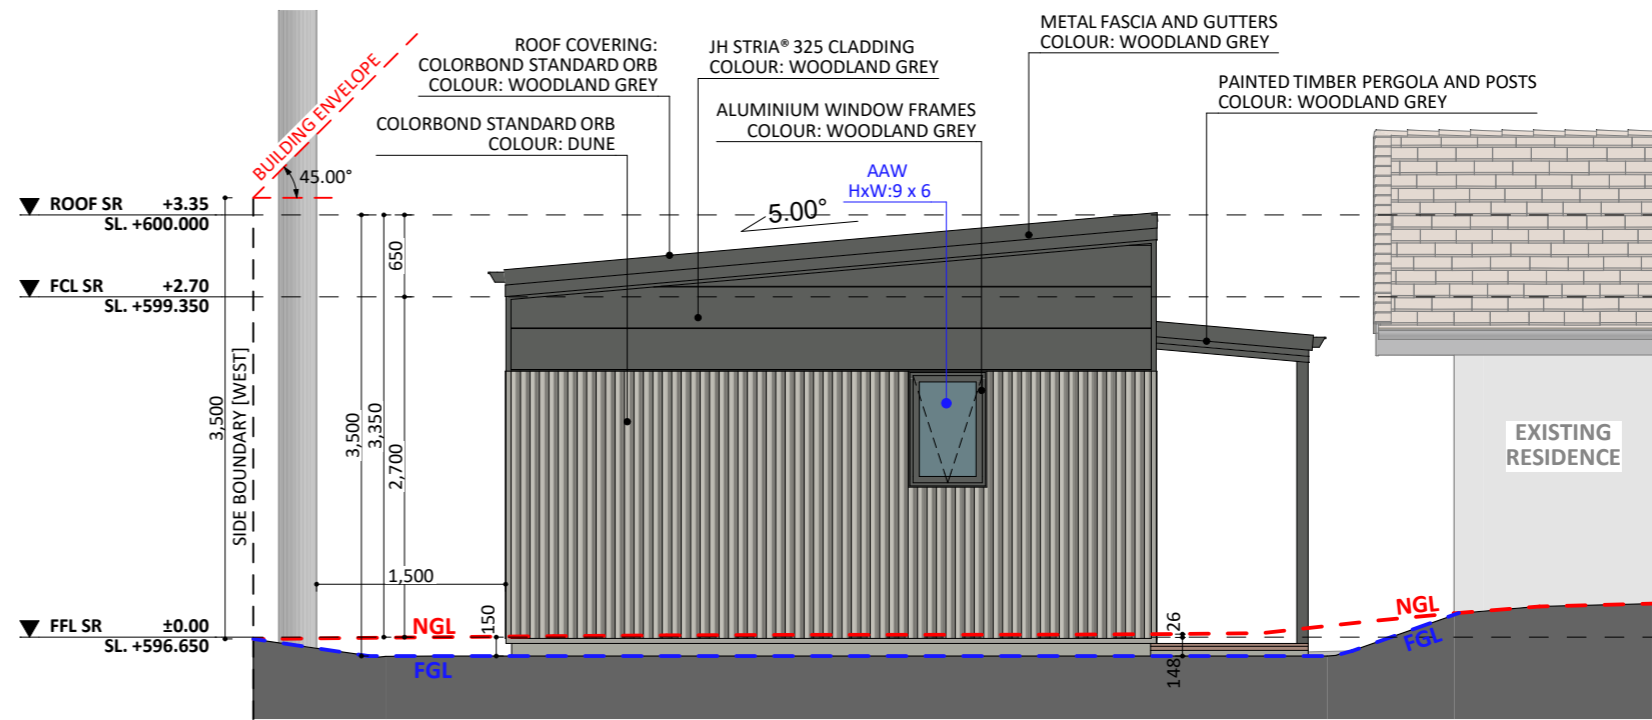 METAL FASCIA AND GUTTERS
COLOUR: WOODLAND GREY
ROOF COVERING:
COLORBOND STANDARD ORB
COLOUR: WOODLAND GREY
JH STRIA® 325 CLADDING
COLOUR: WOODLAND GREY
PAINTED TIMBER PERGOLA AND POSTS
COLOUR: WOODLAND GREY
ALUMINIUM WINDOW FRAMES
COLOUR: WOODLAND GREY
COLORBOND STANDARD ORB
COLOUR: DUNE
BUILDING ENVELOPE
45.00°
AAW
HxW:9 x 6
5.00°
ROOF SR +3.35
SL. +600.000
650
FCL SR +2.70
SL. +599.350
3,500
SIDE BOUNDARY [WEST]
3,500
3,350
2,700
EXISTING
RESIDENCE
1,500
150
NGL
FGL
26
148
NGL
FGL
FFL SR ±0.00
SL. +596.650